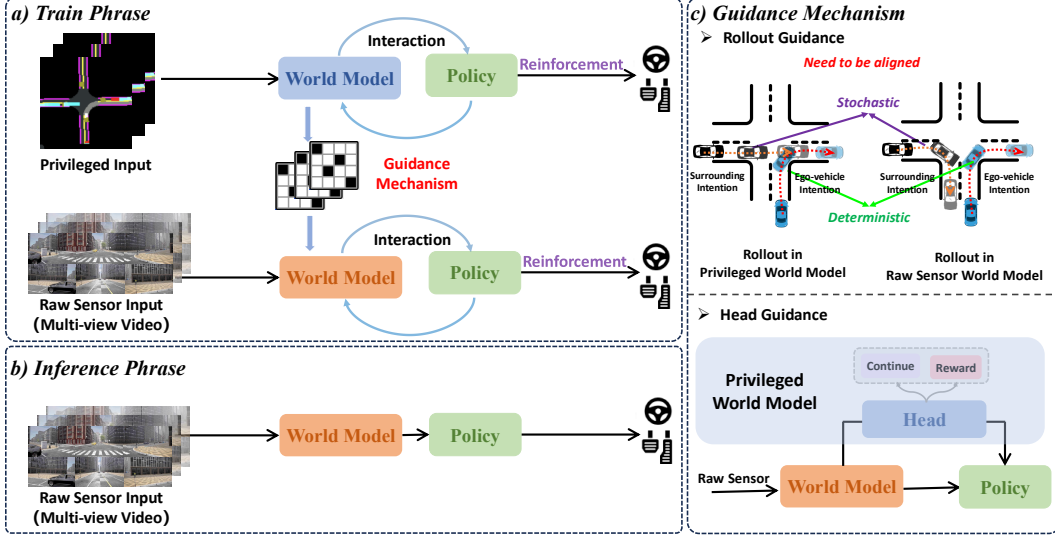 a) Train Phrase
Interaction
World Model
Policy
Reinforcement
Privileged Input
Guidance
Mechanism
Interaction
World Model
Policy
Reinforcement
Raw Sensor Input
(Multi-view Video)
b) Inference Phrase
World Model
Policy
Raw Sensor Input
(Multi-view Video)
c) Guidance Mechanism
➢ Rollout Guidance
Need to be aligned
Stochastic
Surrounding
Intention
Ego-vehicle
Intention
Surrounding
Intention
Ego-vehicle
Intention
Deterministic
Rollout in
Privileged World Model
Rollout in
Raw Sensor World Model
➢ Head Guidance
Privileged
World Model
Continue
Reward
Head
Raw Sensor
World Model
Policy